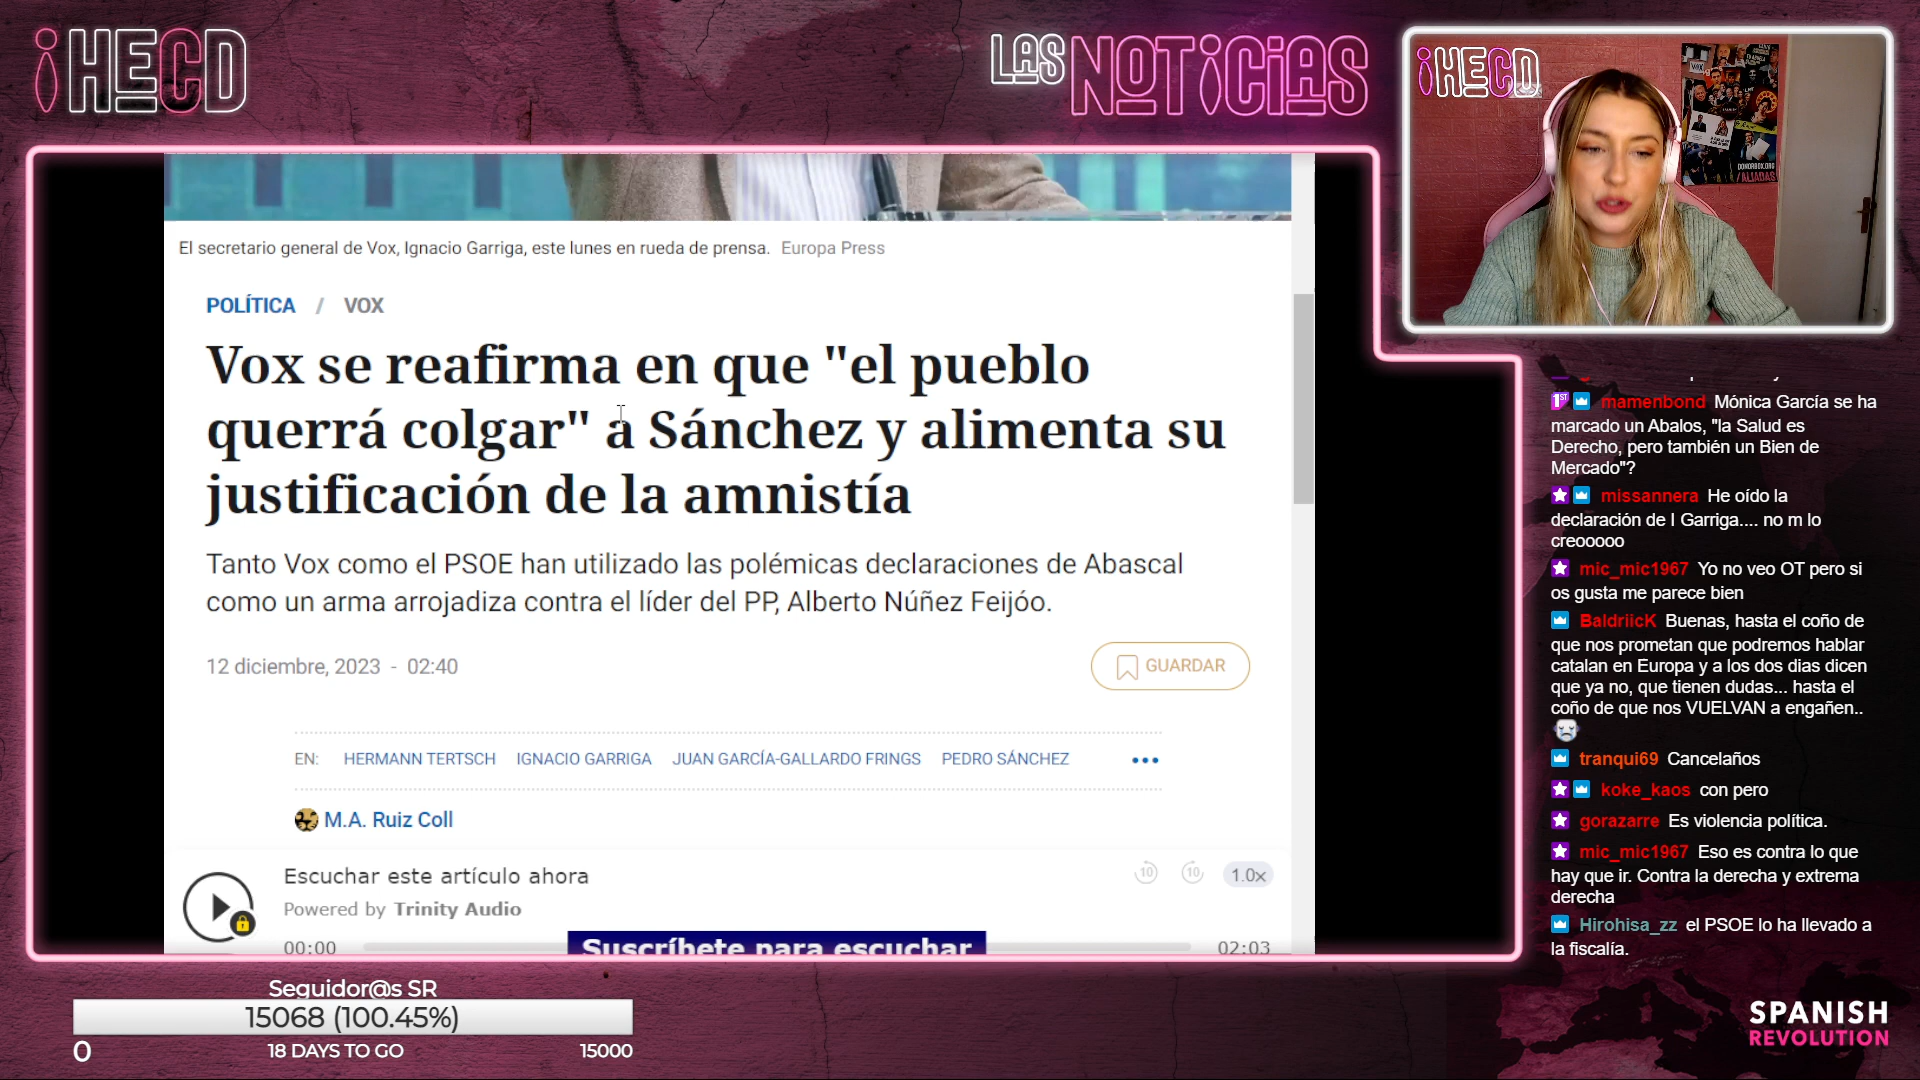 ¡HECD
LAS NOTICIAS
¡HECD
El secretario general de Vox, Ignacio Garriga, este lunes en rueda de prensa. Europa Press
POLÍTICA / VOX
Vox se reafirma en que "el pueblo
querrá colgar" a Sánchez y alimenta su
justificación de la amnistía
Tanto Vox como el PSOE han utilizado las polémicas declaraciones de Abascal
como un arma arrojadiza contra el líder del PP, Alberto Núñez Feijóo.
12 diciembre, 2023 - 02:40
GUARDAR
EN: HERMANN TERTSCH IGNACIO GARRIGA JUAN GARCÍA-GALLARDO FRINGS PEDRO SÁNCHEZ
M.A. Ruiz Coll
Escuchar este artículo ahora
10 10 1.0x
Powered by Trinity Audio
00:00
Suscríbete para escuchar
02:03
DONORBOX.ORG
/ALIADAS
1ST mamenbond Mónica García se ha
marcado un Abalos, "la Salud es
Derecho, pero también un Bien de
Mercado"?
missannera He oído la
declaración de I Garriga.... no m lo
creooooo
mic_mic1967 Yo no veo OT pero si
os gusta me parece bien
BaldriicK Buenas, hasta el coño de
que nos prometan que podremos hablar
catalan en Europa y a los dos dias dicen
que ya no, que tienen dudas... hasta el
coño de que nos VUELVAN a engañen..
tranqui69 Cancelaños
koke_kaos con pero
gorazarre Es violencia política.
mic_mic1967 Eso es contra lo que
hay que ir. Contra la derecha y extrema
derecha
Hirohisa_zz el PSOE lo ha llevado a
la fiscalía.
Seguidor@s SR
15068 (100.45%)
0
18 DAYS TO GO
15000
SPANISH
REVOLUTION